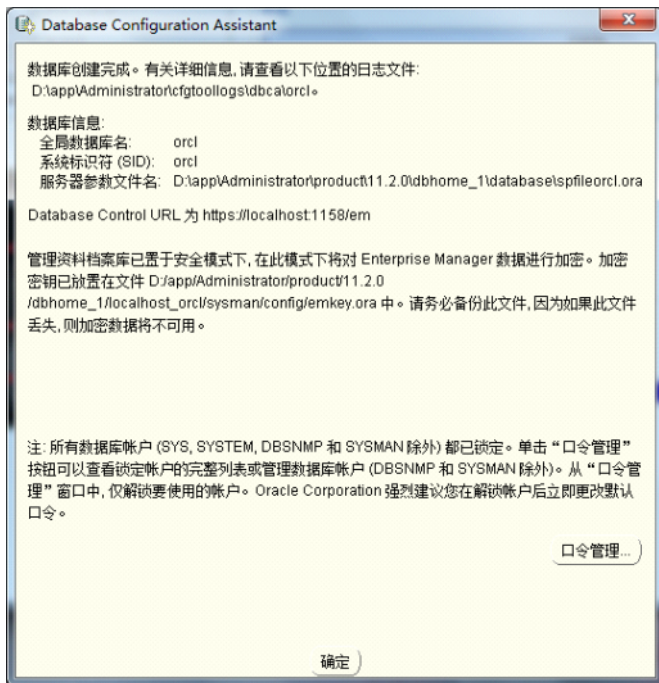 Database Configuration Assistant
数据库创建完成。有关详细信息,请查看以下位置的日志文件:
D:\app\Administrator\cfgtoollogs\dbca\orcl。
数据库信息:
全局数据库名: orcl
系统标识符 (SID): orcl
服务器参数文件名: D:\app\Administrator\product\11.2.0\dbhome_1\database\spfileorcl.ora
Database Control URL 为 https://localhost:1158/em
管理资料档案库已置于安全模式下, 在此模式下将对 Enterprise Manager 数据进行加密。加密
密钥已放置在文件 D:/app/Administrator/product/11.2.0
/dbhome_1/localhost_orcl/sysman/config/emkey.ora 中。请务必备份此文件,因为如果此文件
丢失,则加密数据将不可用。
注: 所有数据库帐户 (SYS, SYSTEM, DBSNMP 和 SYSMAN 除外) 都已锁定。单击“口令管理”
按钮可以查看锁定帐户的完整列表或管理数据库帐户 (DBSNMP 和 SYSMAN 除外)。从“口令管
理”窗口中, 仅解锁要使用的帐户。Oracle Corporation 强烈建议您在解锁帐户后立即更改默认
口令。
口令管理...
确定